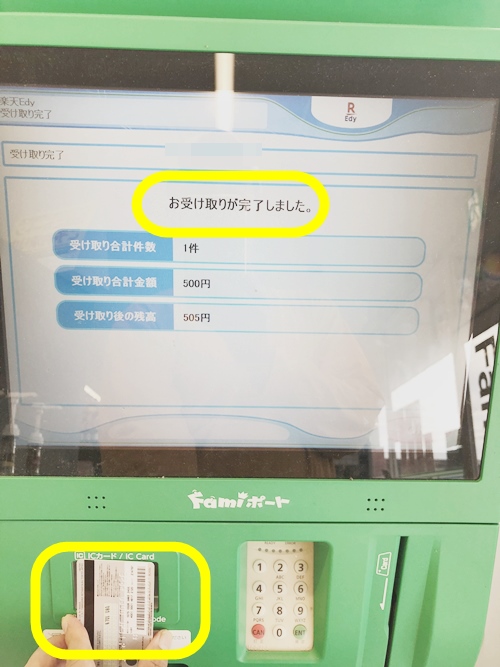 楽天Edy
受け取り完了
R
Edy
受け取り完了
お受け取りが完了しました。
受け取り合計件数 1件
受け取り合計金額 500円
受け取り後の残高 505円
Famiポート
ICカード / IC Card
1 2 3
4 5 6
7 8 9
CAN 0 ENT
Card